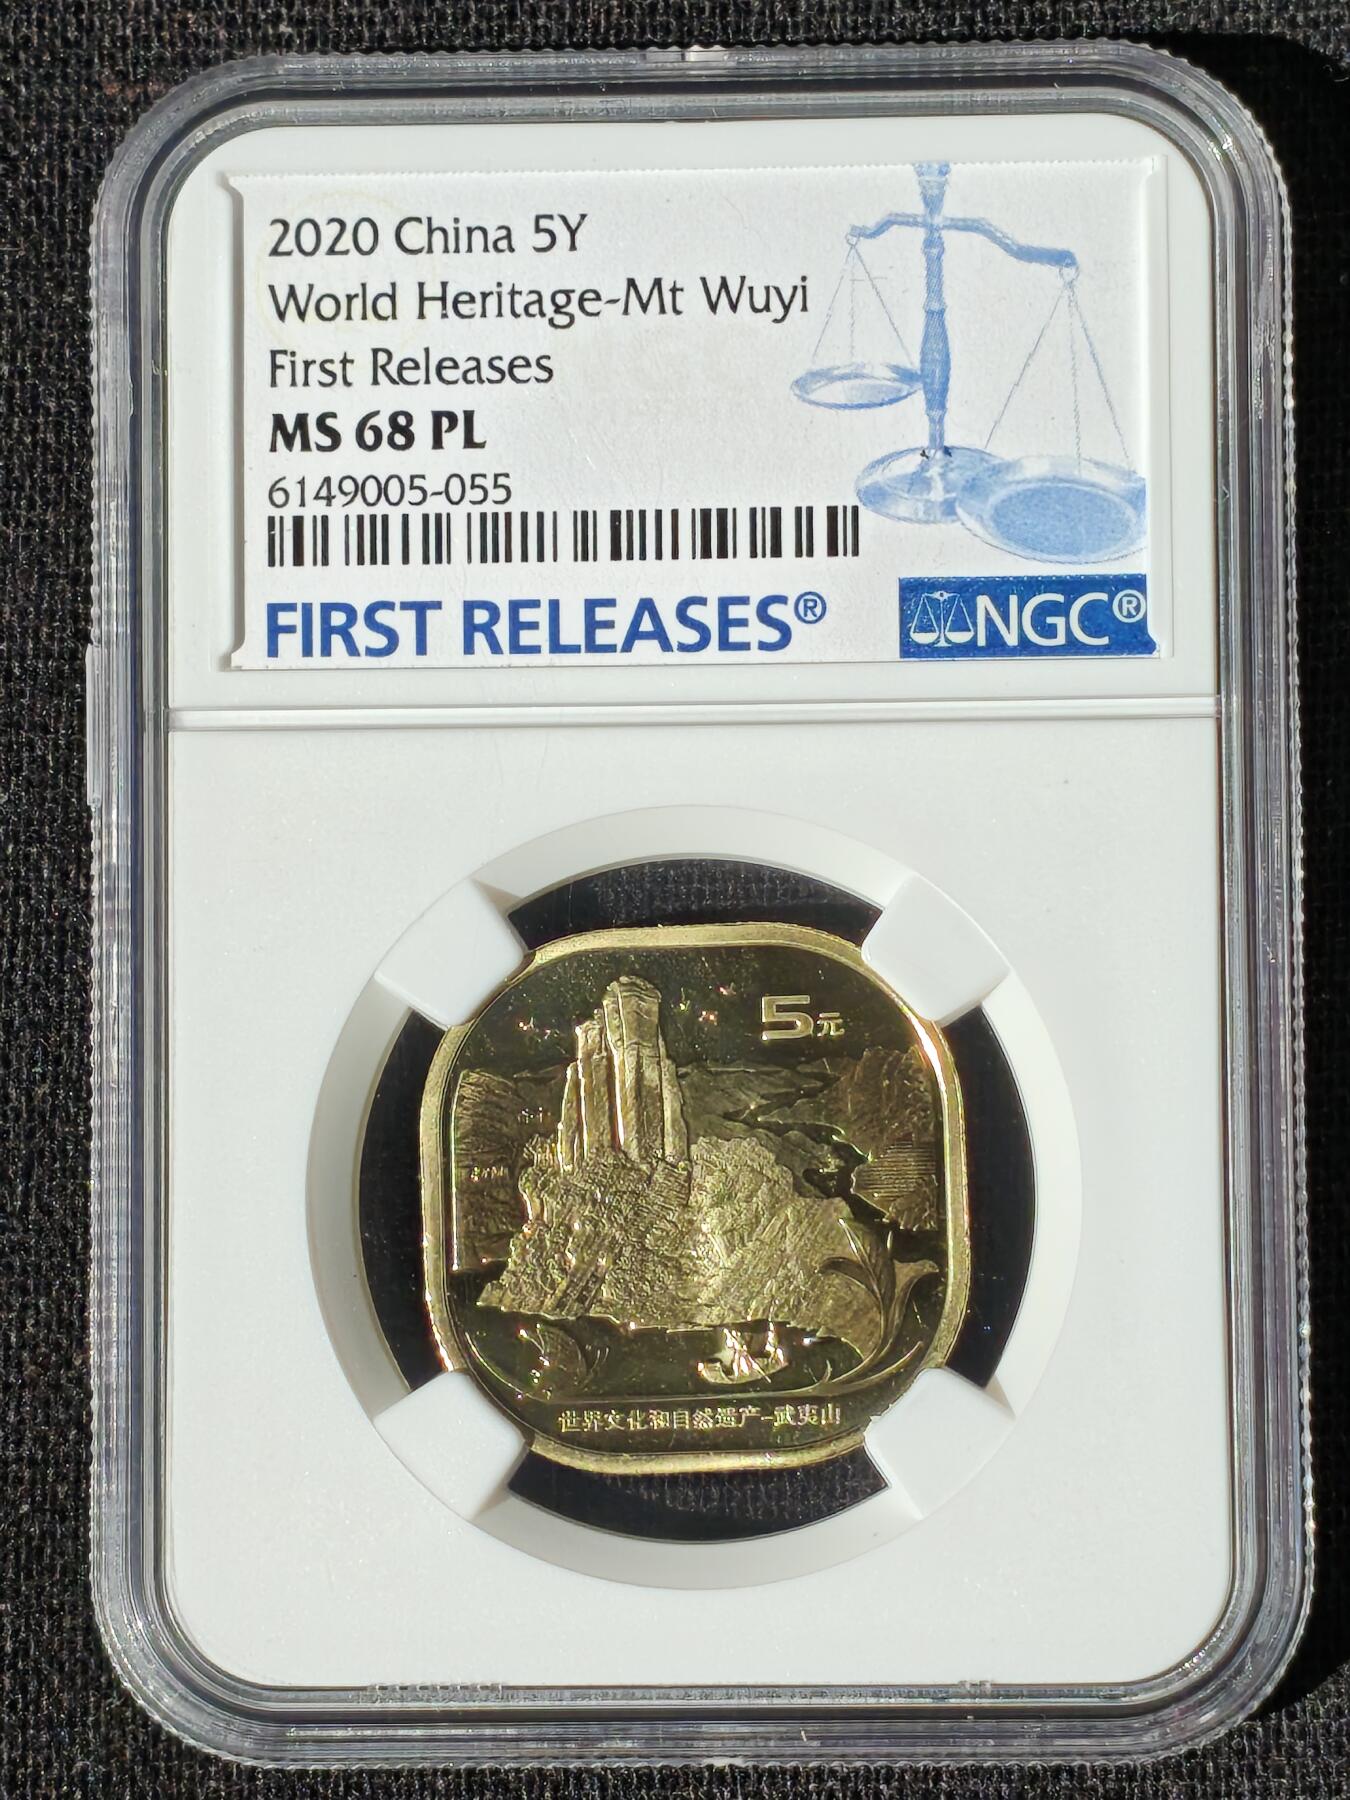 2020 China 5Y
World Heritage-Mt Wuyi
First Releases
MS 68 PL
6149005-055
FIRST RELEASES®
NGC®
5元
世界文化和自然遗产-武夷山